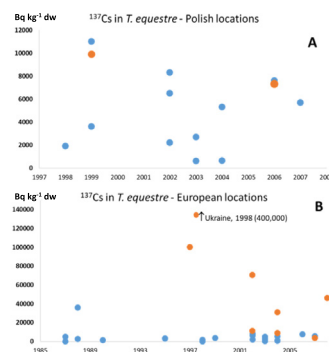 Bq kg⁻¹ dw
¹³⁷Cs in T. equestre - Polish locations
A
12000
10000
8000
6000
4000
2000
0
1997 1998 1999 2000 2001 2002 2003 2004 2005 2006 2007 200
Bq kg⁻¹ dw
¹³⁷Cs in T. equestre - European locations
B
140000
↑ Ukraine, 1998 (400,000)
120000
100000
80000
60000
40000
20000
0
1985 1989 1993 1997 2001 2005